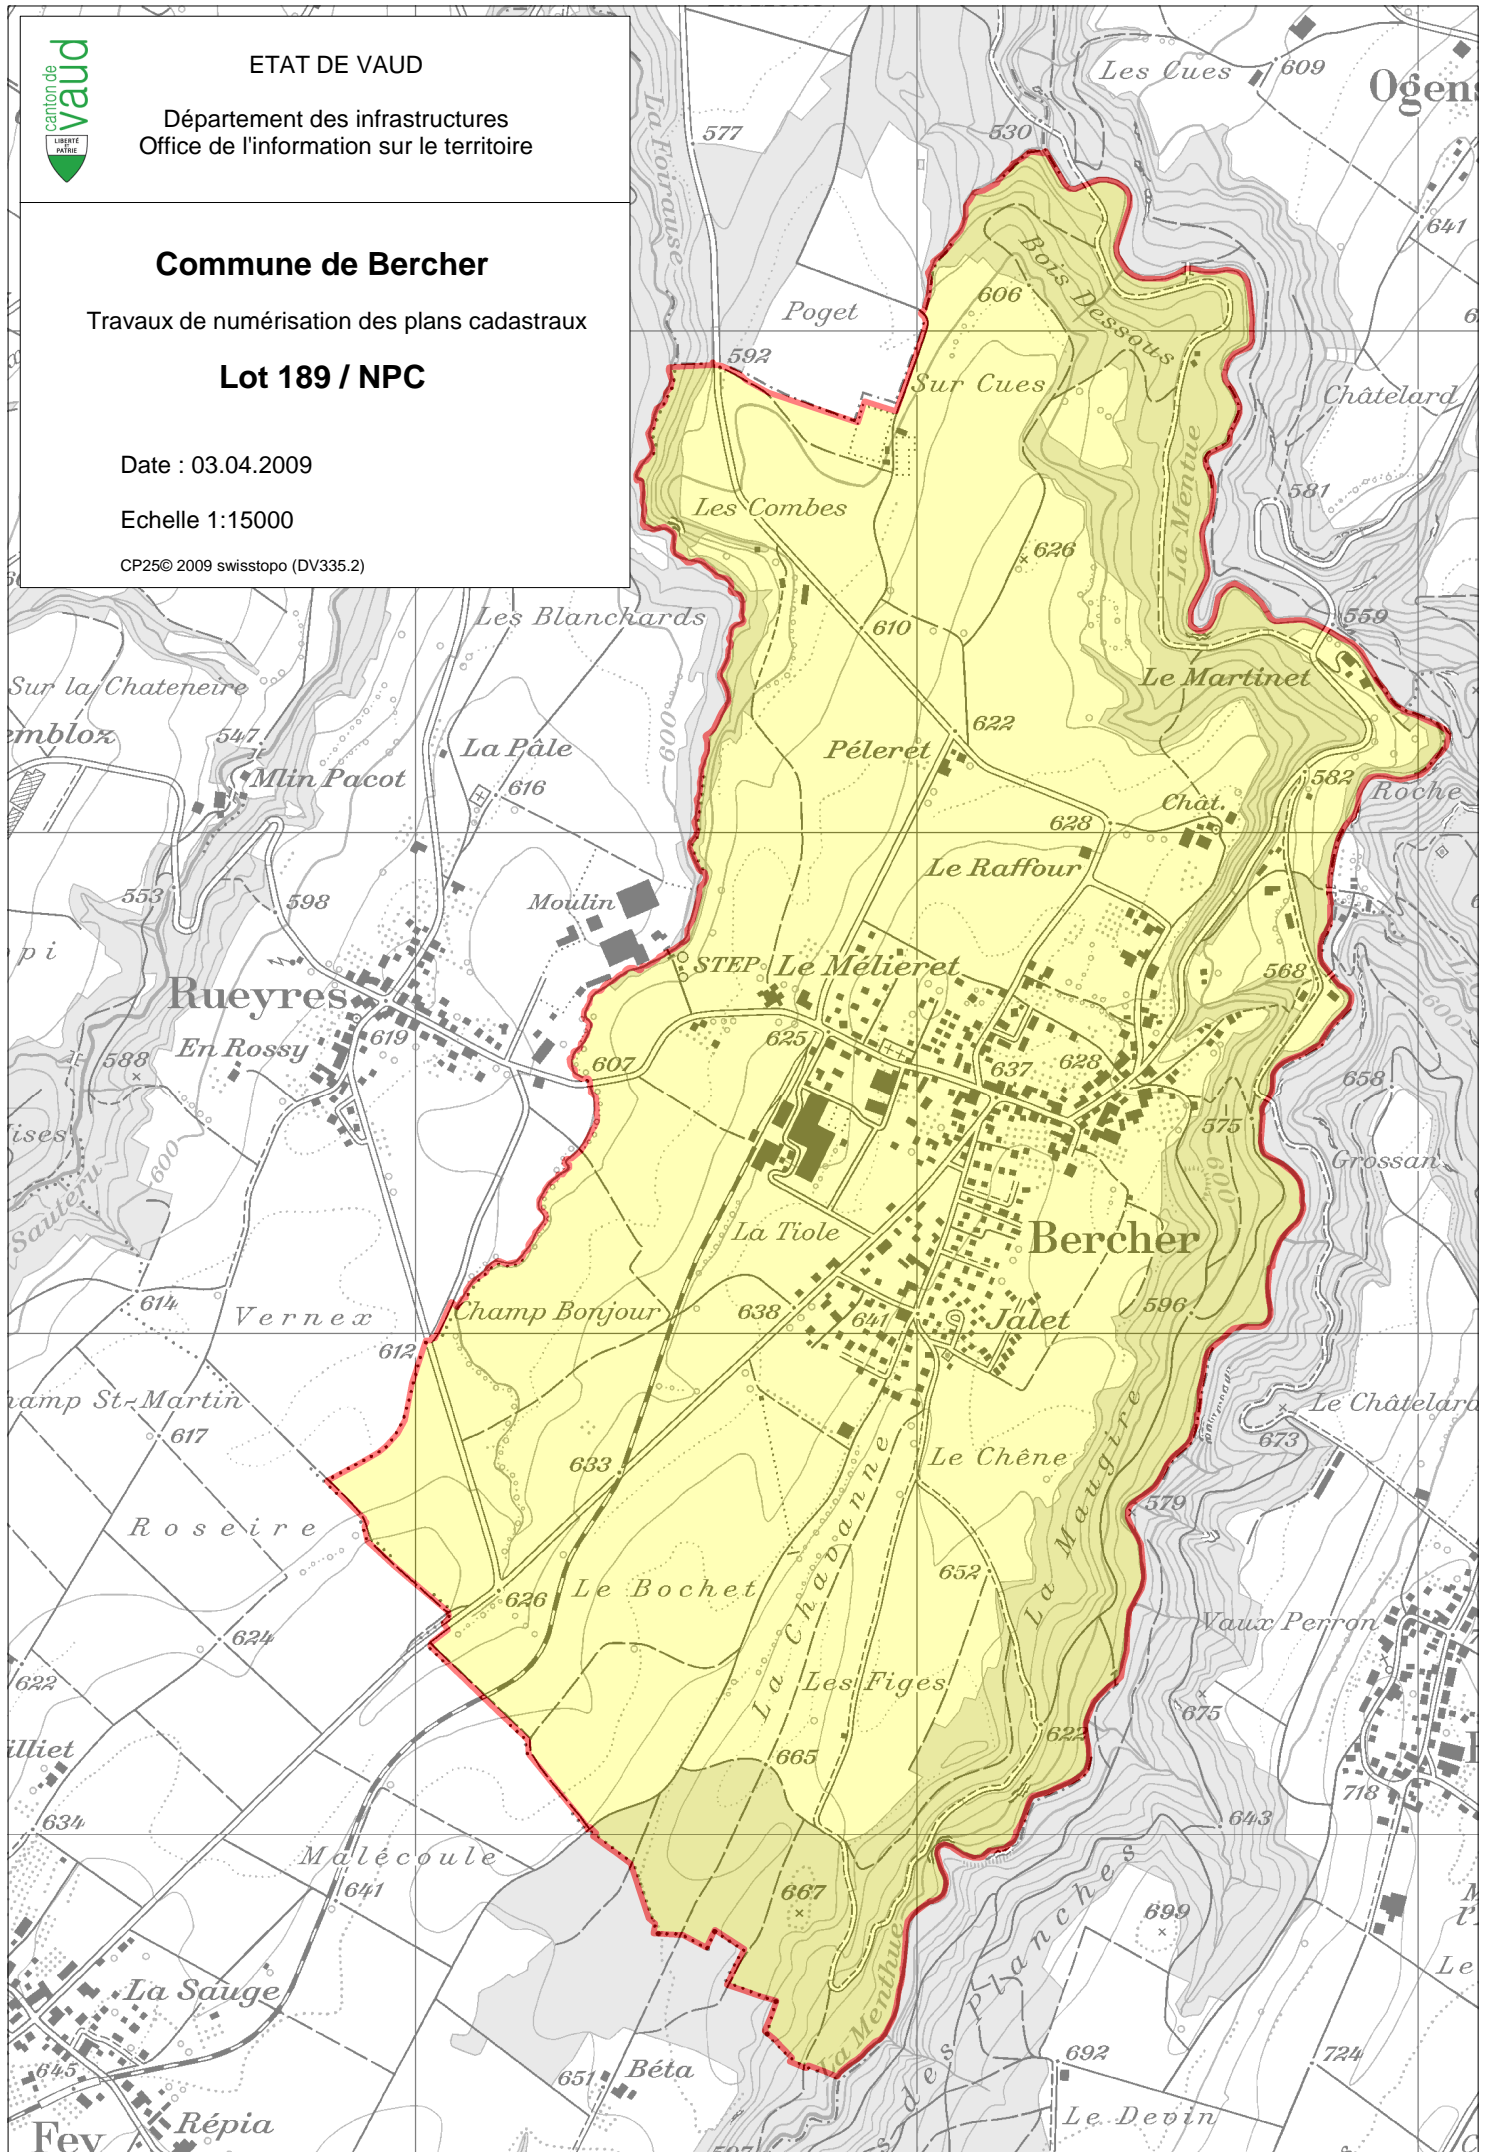 canton de
vaud
LIBERTÉ
ET
PATRIE
ETAT DE VAUD
Département des infrastructures
Office de l'information sur le territoire
Commune de Bercher
Travaux de numérisation des plans cadastraux
Lot 189 / NPC
Date : 03.04.2009
Echelle 1:15000
CP25© 2009 swisstopo (DV335.2)
Les Cues
609
Ogens
La Foirause
577
530
641
Bois Dessous
606
Poget
592
Sur Cues
Châtelard
La Mentue
581
Les Combes
626
Les Blanchards
610
559
600
Sur la Chateneire
Le Martinet
547
622
La Pâle
Péleret
Mlin Pacot
616
582
Roche
Chât.
628
Le Raffour
553
598
Moulin
STEP
Le Mélieret
568
Rueyres
600
619
En Rossy
588
607
625
637
628
658
575
600
600
Grossan
Sauteru
La Tiole
Bercher
614
Vernex
Champ Bonjour
638
641
Jalet
596
612
617
Le Châtelard
673
633
Le Chêne
La Chavanne
La Maugire
579
Roseire
626
Le Bochet
652
Vaux Perron
624
622
Les Figes
675
622
665
718
634
643
Malécoule
641
667
699
La Menthue
des Planches
Le
La Sauge
645
651
Béta
692
724
Répia
Fey
Le Devin